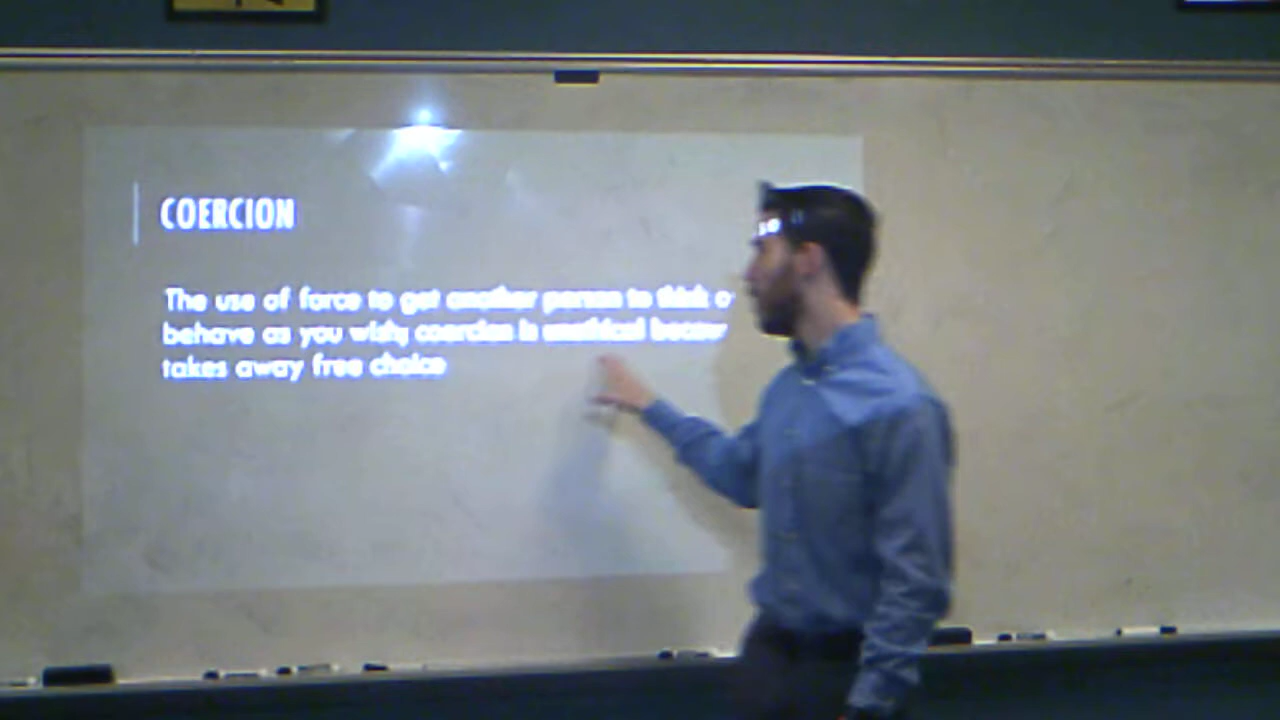 COERCION
The use of force to get another person to think
behave as you wish; coercion is unethical
takes away free choice